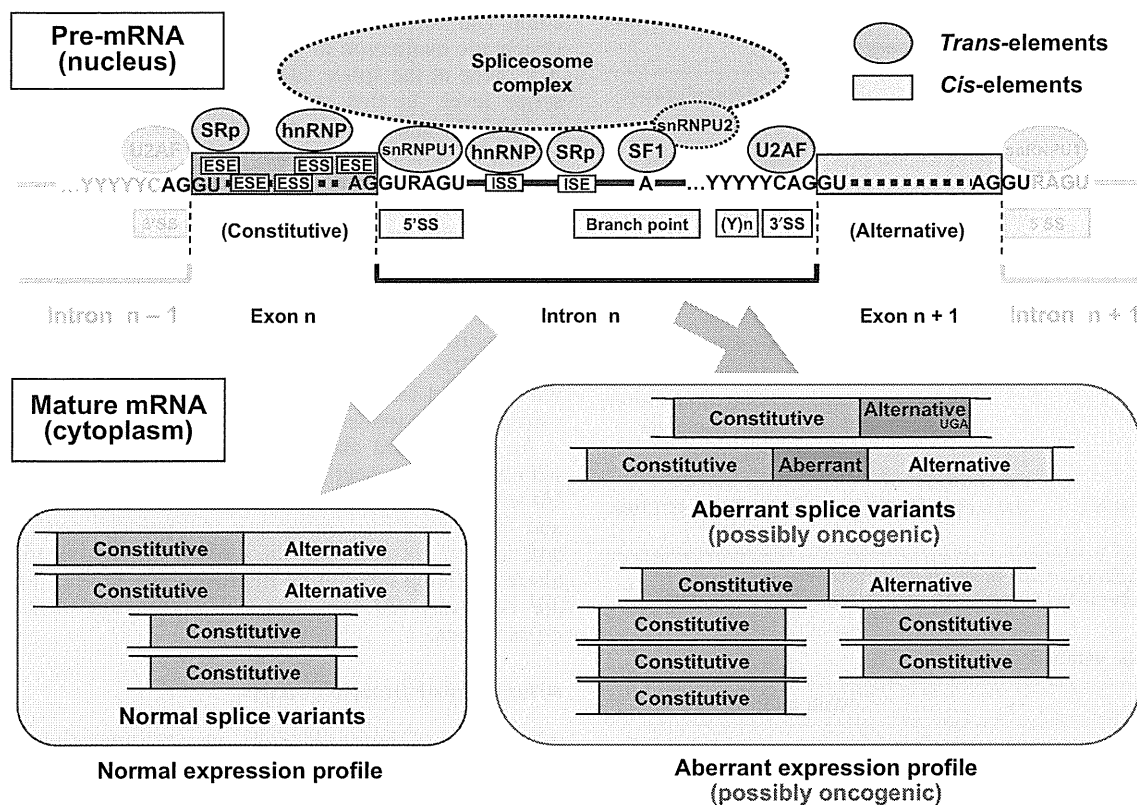 Pre-mRNA
(nucleus)
Spliceosome
complex
Trans-elements
Cis-elements
U2AF
SRp
hnRNP
snRNPU1
hnRNP
SRp
SF1
snRNPU2
U2AF
snRNPU1
ESE ESS ESE
...YYYYYCAG GU ESE ESS AG GURAGU ISS ISE A ...YYYYYCAG GU AG GURAGU
3'SS
(Constitutive)
5'SS
Branch point
(Y)n
3'SS
(Alternative)
5'SS
Intron n – 1
Exon n
Intron n
Exon n + 1
Intron n + 1
Mature mRNA
(cytoplasm)
Constitutive Alternative
Constitutive Alternative
Constitutive
Constitutive
Normal splice variants
Normal expression profile
Constitutive Alternative
UGA
Constitutive Aberrant Alternative
Aberrant splice variants
(possibly oncogenic)
Constitutive Alternative
Constitutive Constitutive
Constitutive Constitutive
Constitutive
Aberrant expression profile
(possibly oncogenic)